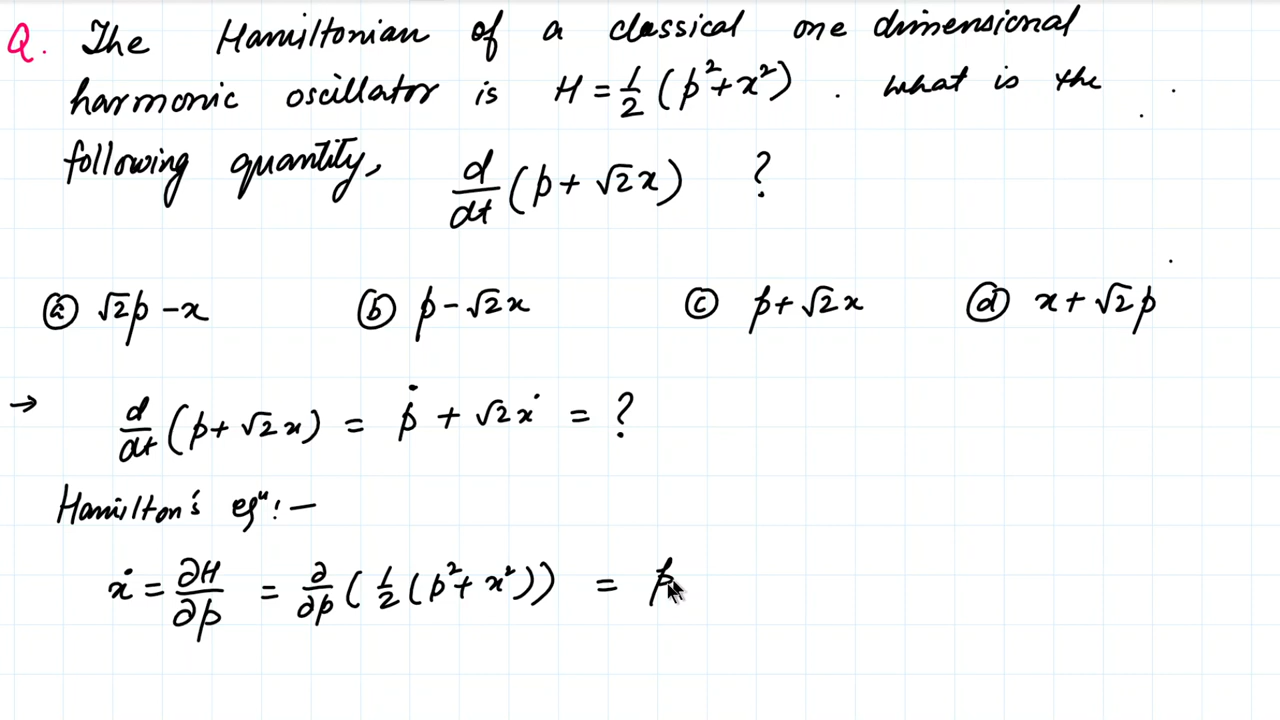 Q. The Hamiltonian of a classical one dimensional
harmonic oscillator is H = 1/2 (p² + x²) . what is the
following quantity, d/dt (p + √2x) ?
ⓐ √2p - x ⓑ p - √2x ⓒ p + √2x ⓓ x + √2p
→ d/dt (p + √2x) = ṗ + √2ẋ = ?
Hamilton's eqⁿ: —
ẋ = ∂H/∂p = ∂/∂p (1/2 (p² + x²)) = p